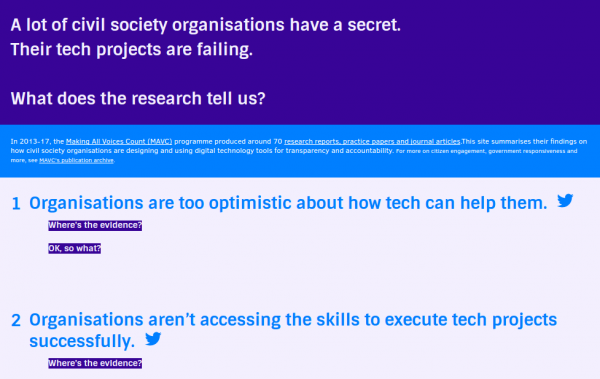 A lot of civil society organisations have a secret.
Their tech projects are failing.
What does the research tell us?
In 2013-17, the Making All Voices Count (MAVC) programme produced around 70 research reports, practice papers and journal articles.This site summarises their findings on
how civil society organisations are designing and using digital technology tools for transparency and accountability. For more on citizen engagement, government responsiveness and
more, see MAVC's publication archive.
1 Organisations are too optimistic about how tech can help them.
Where's the evidence?
OK, so what?
2 Organisations aren’t accessing the skills to execute tech projects
successfully.
Where's the evidence?